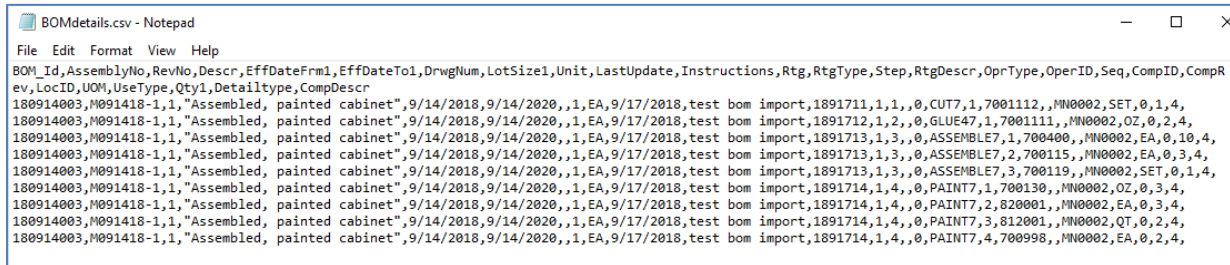 BOMdetails.csv - Notepad
File Edit Format View Help
BOM_Id,AssemblyNo,RevNo,Descr,EffDateFrm1,EffDateTo1,DrwgNum,LotSize1,Unit,LastUpdate,Instructions,Rtg,RtgType,Step,RtgDescr,OprType,OperID,Seq,CompID,CompR
ev,LocID,UOM,UseType,Qty1,Detailtype,CompDescr
180914003,M091418-1,1,"Assembled, painted cabinet",9/14/2018,9/14/2020,,1,EA,9/17/2018,test bom import,1891711,1,1,,0,CUT7,1,7001112,,MN0002,SET,0,1,4,
180914003,M091418-1,1,"Assembled, painted cabinet",9/14/2018,9/14/2020,,1,EA,9/17/2018,test bom import,1891712,1,2,,0,GLUE47,1,7001111,,MN0002,OZ,0,2,4,
180914003,M091418-1,1,"Assembled, painted cabinet",9/14/2018,9/14/2020,,1,EA,9/17/2018,test bom import,1891713,1,3,,0,ASSEMBLE7,1,700400,,MN0002,EA,0,10,4,
180914003,M091418-1,1,"Assembled, painted cabinet",9/14/2018,9/14/2020,,1,EA,9/17/2018,test bom import,1891713,1,3,,0,ASSEMBLE7,2,700115,,MN0002,EA,0,3,4,
180914003,M091418-1,1,"Assembled, painted cabinet",9/14/2018,9/14/2020,,1,EA,9/17/2018,test bom import,1891713,1,3,,0,ASSEMBLE7,3,700119,,MN0002,SET,0,1,4,
180914003,M091418-1,1,"Assembled, painted cabinet",9/14/2018,9/14/2020,,1,EA,9/17/2018,test bom import,1891714,1,4,,0,PAINT7,1,700130,,MN0002,OZ,0,3,4,
180914003,M091418-1,1,"Assembled, painted cabinet",9/14/2018,9/14/2020,,1,EA,9/17/2018,test bom import,1891714,1,4,,0,PAINT7,2,820001,,MN0002,EA,0,3,4,
180914003,M091418-1,1,"Assembled, painted cabinet",9/14/2018,9/14/2020,,1,EA,9/17/2018,test bom import,1891714,1,4,,0,PAINT7,3,812001,,MN0002,QT,0,2,4,
180914003,M091418-1,1,"Assembled, painted cabinet",9/14/2018,9/14/2020,,1,EA,9/17/2018,test bom import,1891714,1,4,,0,PAINT7,4,700998,,MN0002,EA,0,2,4,